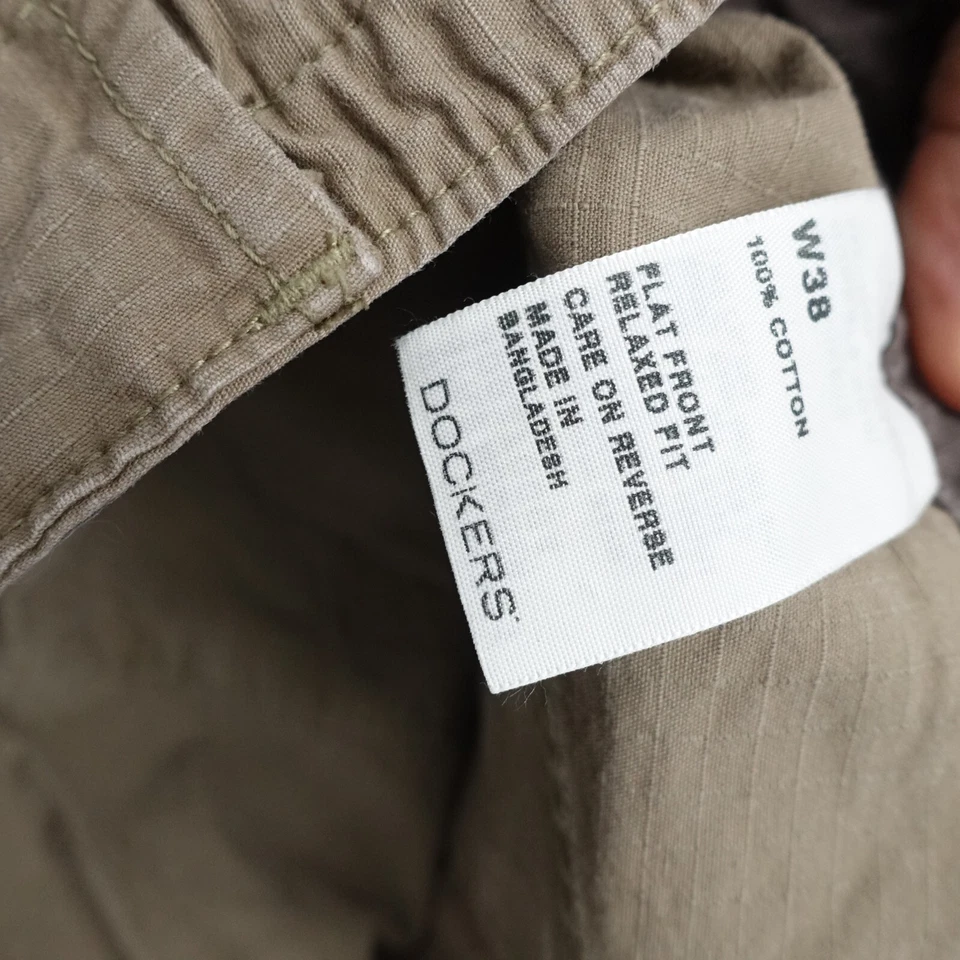 W38
100% COTTON
FLAT FRONT
RELAXED FIT
CARE ON REVERSE
MADE IN
BANGLADESH
DOCKERS